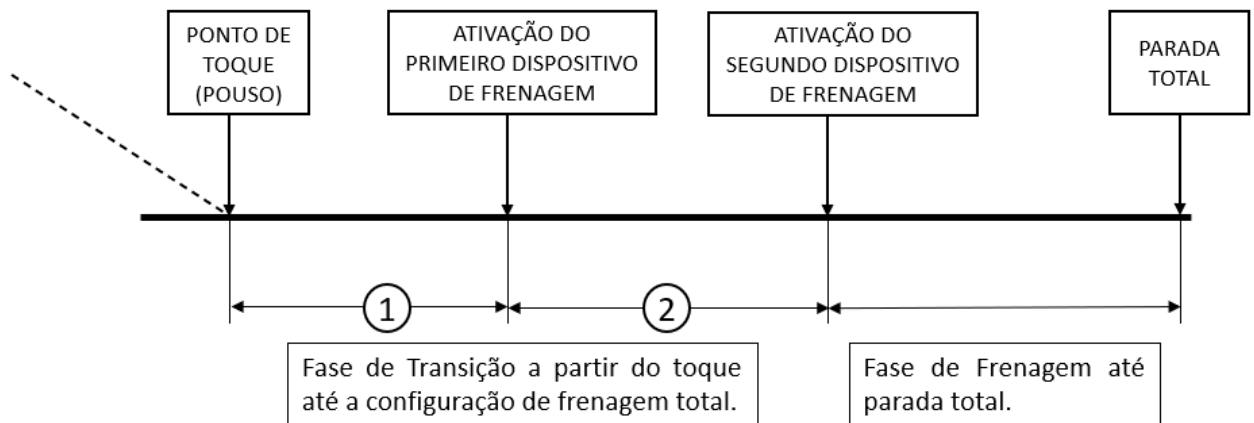 PONTO DE
TOQUE
(POUSO)
ATIVAÇÃO DO
PRIMEIRO DISPOSITIVO
DE FRENAGEM
ATIVAÇÃO DO
SEGUNDO DISPOSITIVO
DE FRENAGEM
PARADA
TOTAL
1
2
Fase de Transição a partir do toque
até a configuração de frenagem total.
Fase de Frenagem até
parada total.